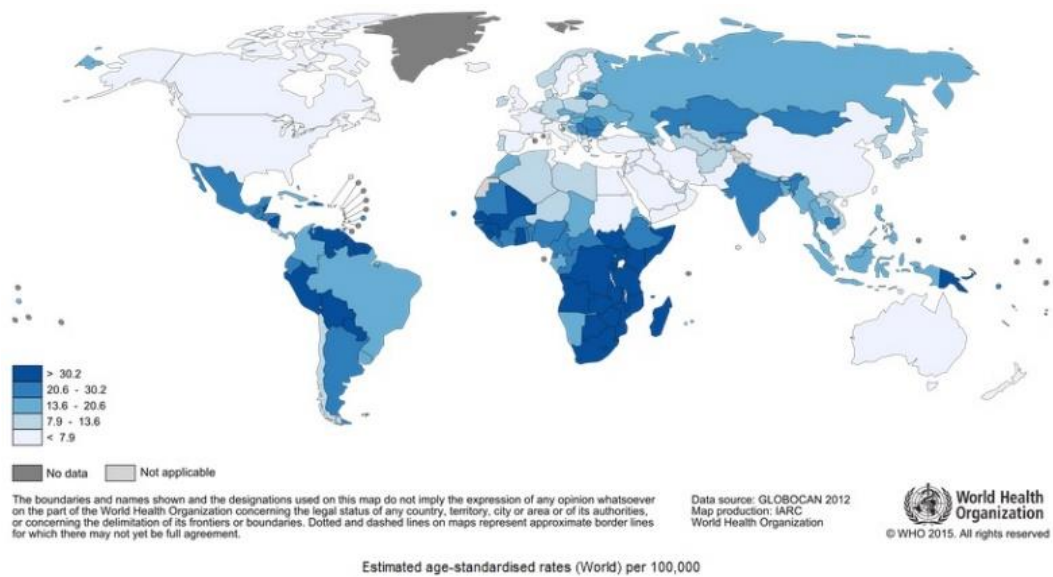 > 30.2
20.6 - 30.2
13.6 - 20.6
7.9 - 13.6
< 7.9
No data
Not applicable
The boundaries and names shown and the designations used on this map do not imply the expression of any opinion whatsoever
on the part of the World Health Organization concerning the legal status of any country, territory, city or area or of its authorities,
or concerning the delimitation of its frontiers or boundaries. Dotted and dashed lines on maps represent approximate border lines
for which there may not yet be full agreement.
Data source: GLOBOCAN 2012
Map production: IARC
World Health Organization
World Health
Organization
© WHO 2015. All rights reserved
Estimated age-standardised rates (World) per 100,000